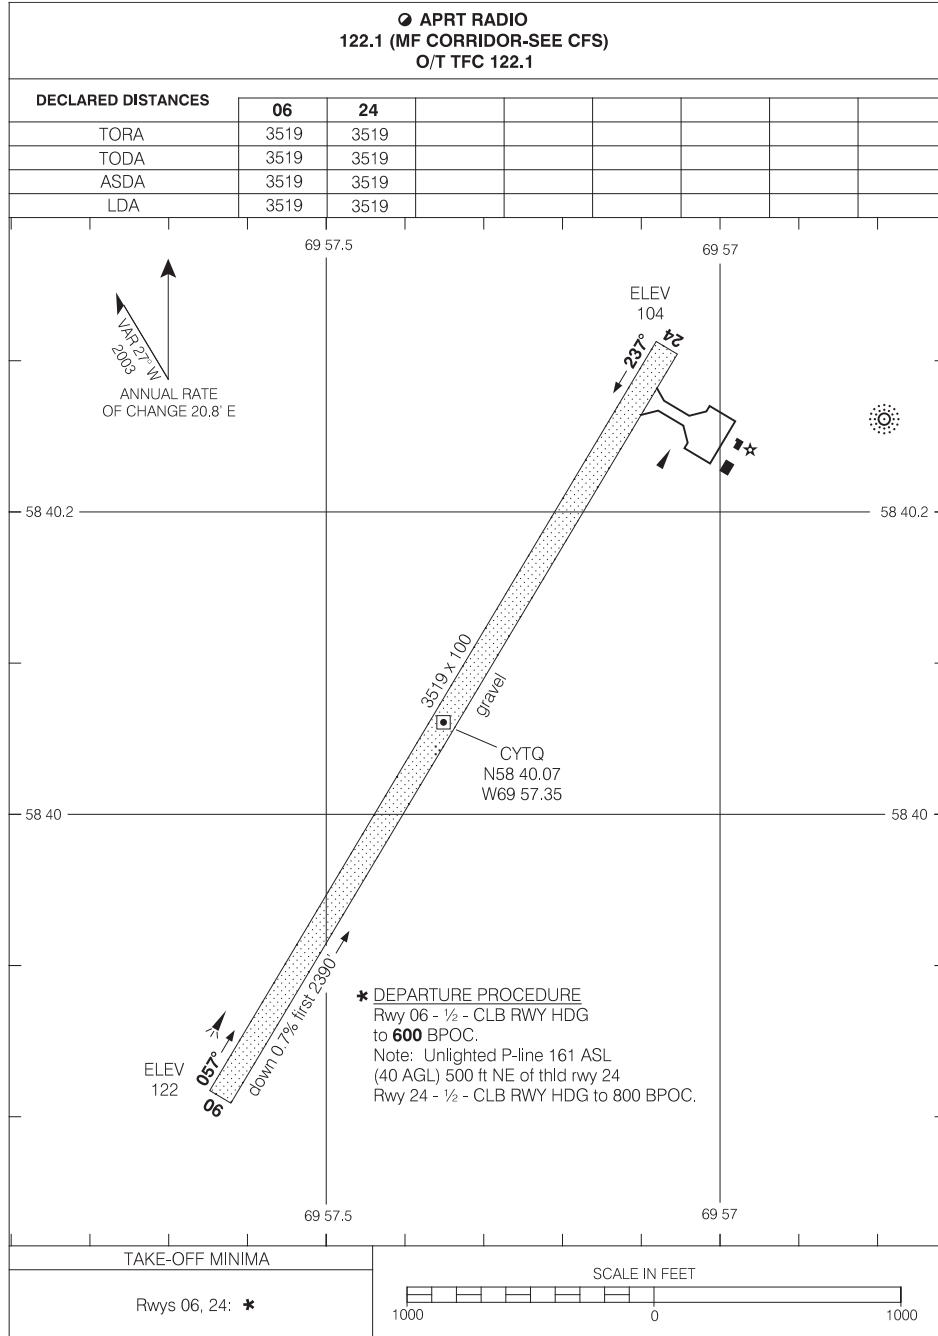 APRT RADIO
122.1 (MF CORRIDOR-SEE CFS)
O/T TFC 122.1
DECLARED DISTANCES
06 24
TORA 3519 3519
TODA 3519 3519
ASDA 3519 3519
LDA 3519 3519
69 57.5 69 57
ELEV
104
24
237°
VAR 27° W
2003
ANNUAL RATE
OF CHANGE 20.8' E
58 40.2 58 40.2
3519 x 100
gravel
CYTQ
N58 40.07
W69 57.35
58 40 58 40
down 0.7% first 2390'
057°
ELEV
122
06
* DEPARTURE PROCEDURE
Rwy 06 - ½ - CLB RWY HDG
to 600 BPOC.
Note: Unlighted P-line 161 ASL
(40 AGL) 500 ft NE of thld rwy 24
Rwy 24 - ½ - CLB RWY HDG to 800 BPOC.
69 57.5 69 57
TAKE-OFF MINIMA
Rwys 06, 24: *
SCALE IN FEET
1000 0 1000